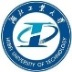 湖北工业大学
HUBEI UNIVERSITY OF TECHNOLOGY